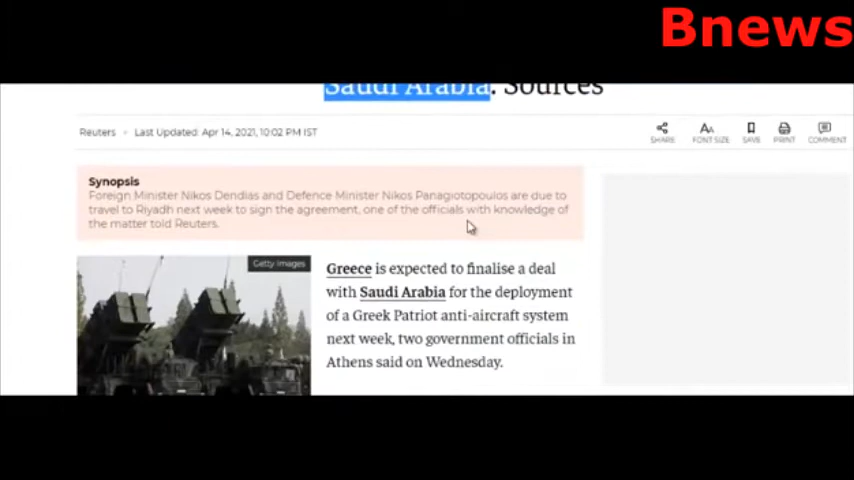 Bnews
Saudi Arabia: Sources
Reuters • Last Updated: Apr 14, 2021, 10:02 PM IST
SHARE FONT SIZE SAVE PRINT COMMENT
Synopsis
Foreign Minister Nikos Dendias and Defence Minister Nikos Panagiotopoulos are due to
travel to Riyadh next week to sign the agreement, one of the officials with knowledge of
the matter told Reuters.
Getty Images
Greece is expected to finalise a deal
with Saudi Arabia for the deployment
of a Greek Patriot anti-aircraft system
next week, two government officials in
Athens said on Wednesday.